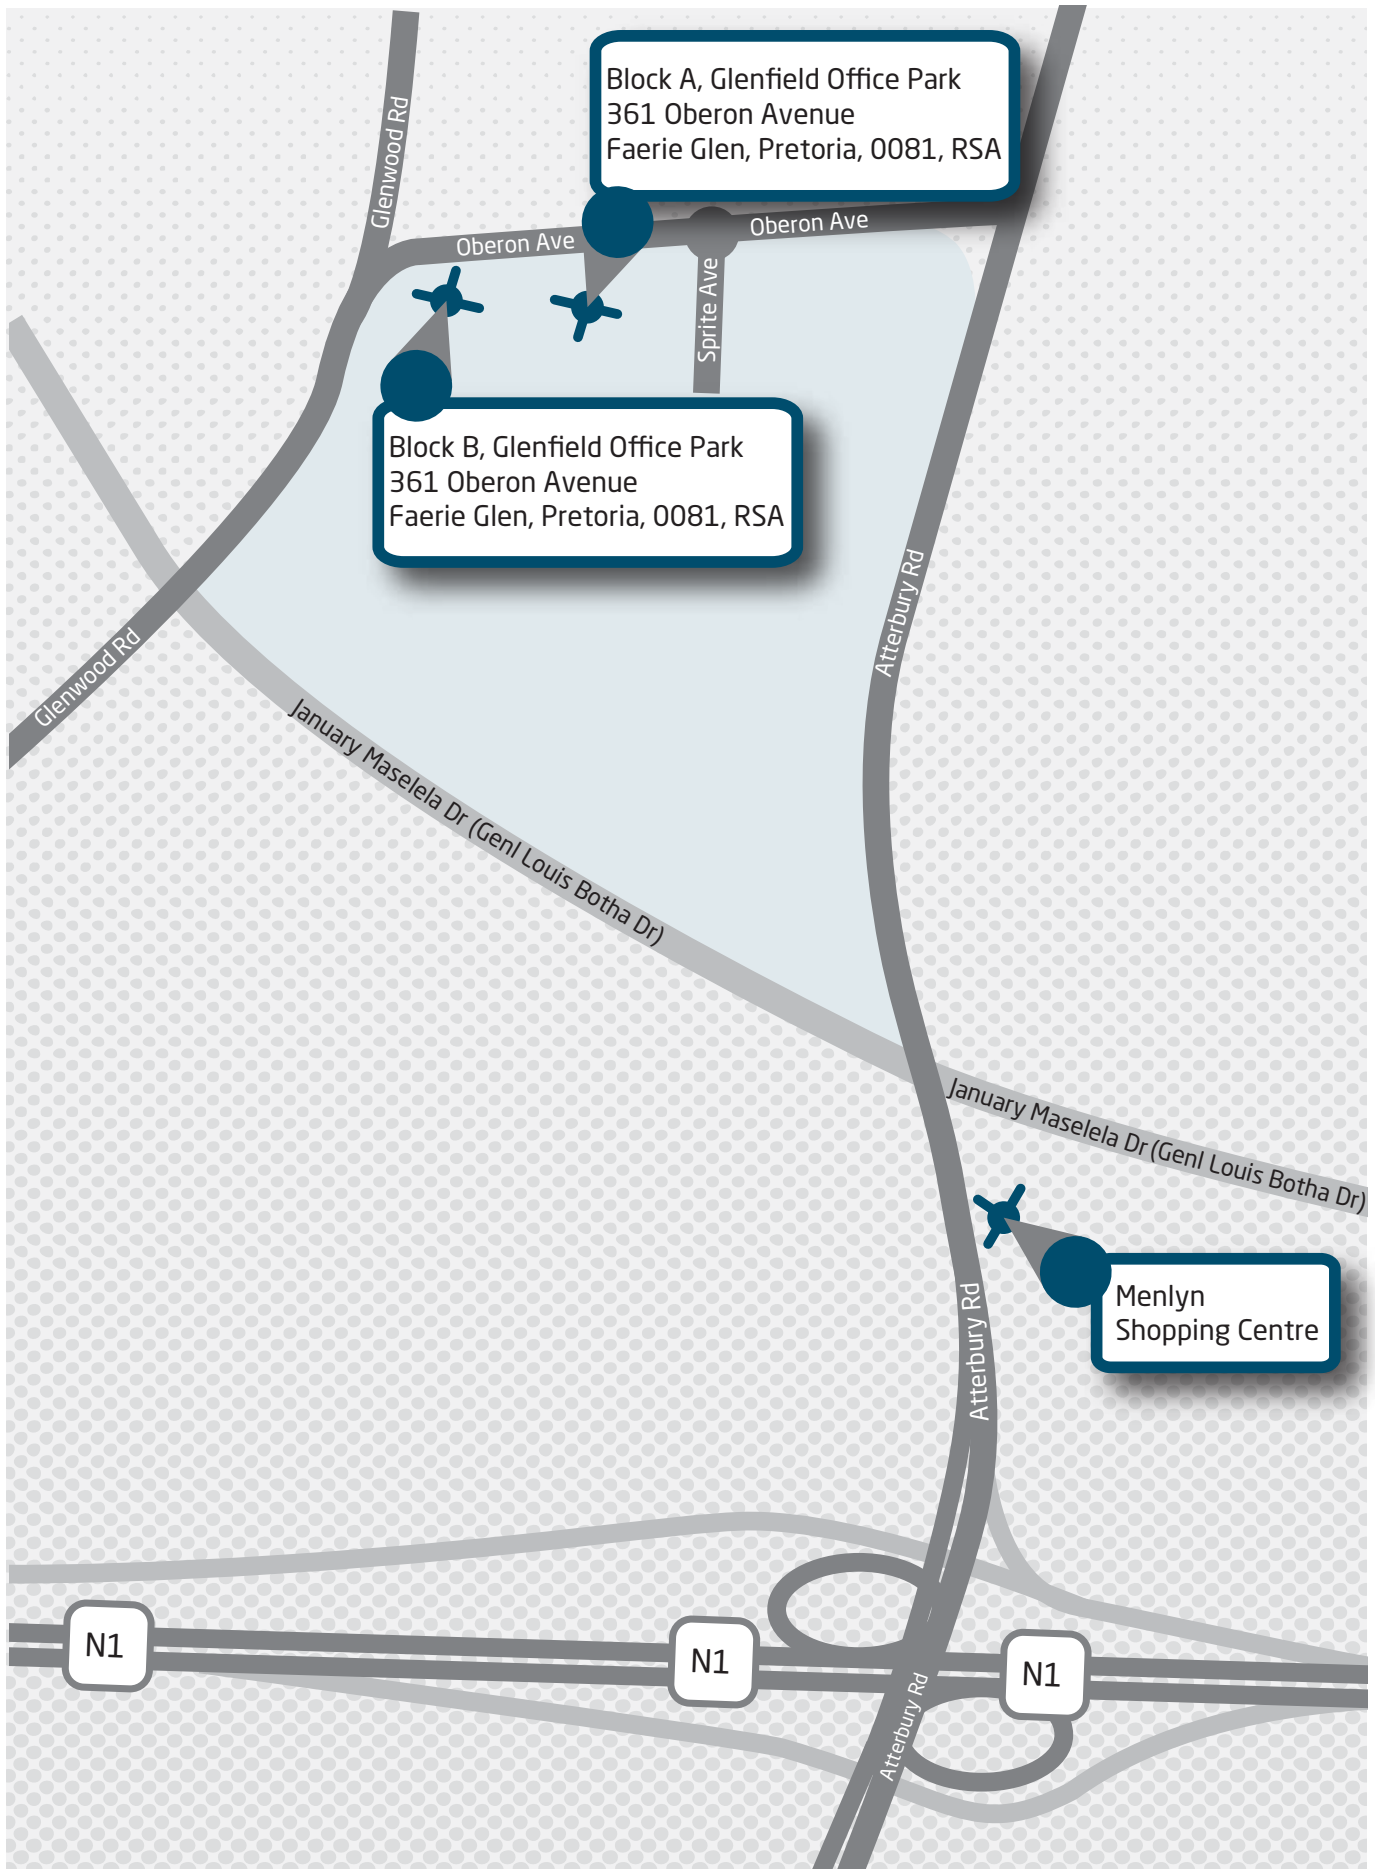 Glenwood Rd
Block A, Glenfield Office Park
361 Oberon Avenue
Faerie Glen, Pretoria, 0081, RSA
Oberon Ave
Oberon Ave
Sprite Ave
Block B, Glenfield Office Park
361 Oberon Avenue
Faerie Glen, Pretoria, 0081, RSA
Atterbury Rd
Glenwood Rd
January Maselela Dr (Genl Louis Botha Dr)
January Maselela Dr (Genl Louis Botha Dr)
Menlyn
Shopping Centre
Atterbury Rd
N1
N1
N1
Atterbury Rd